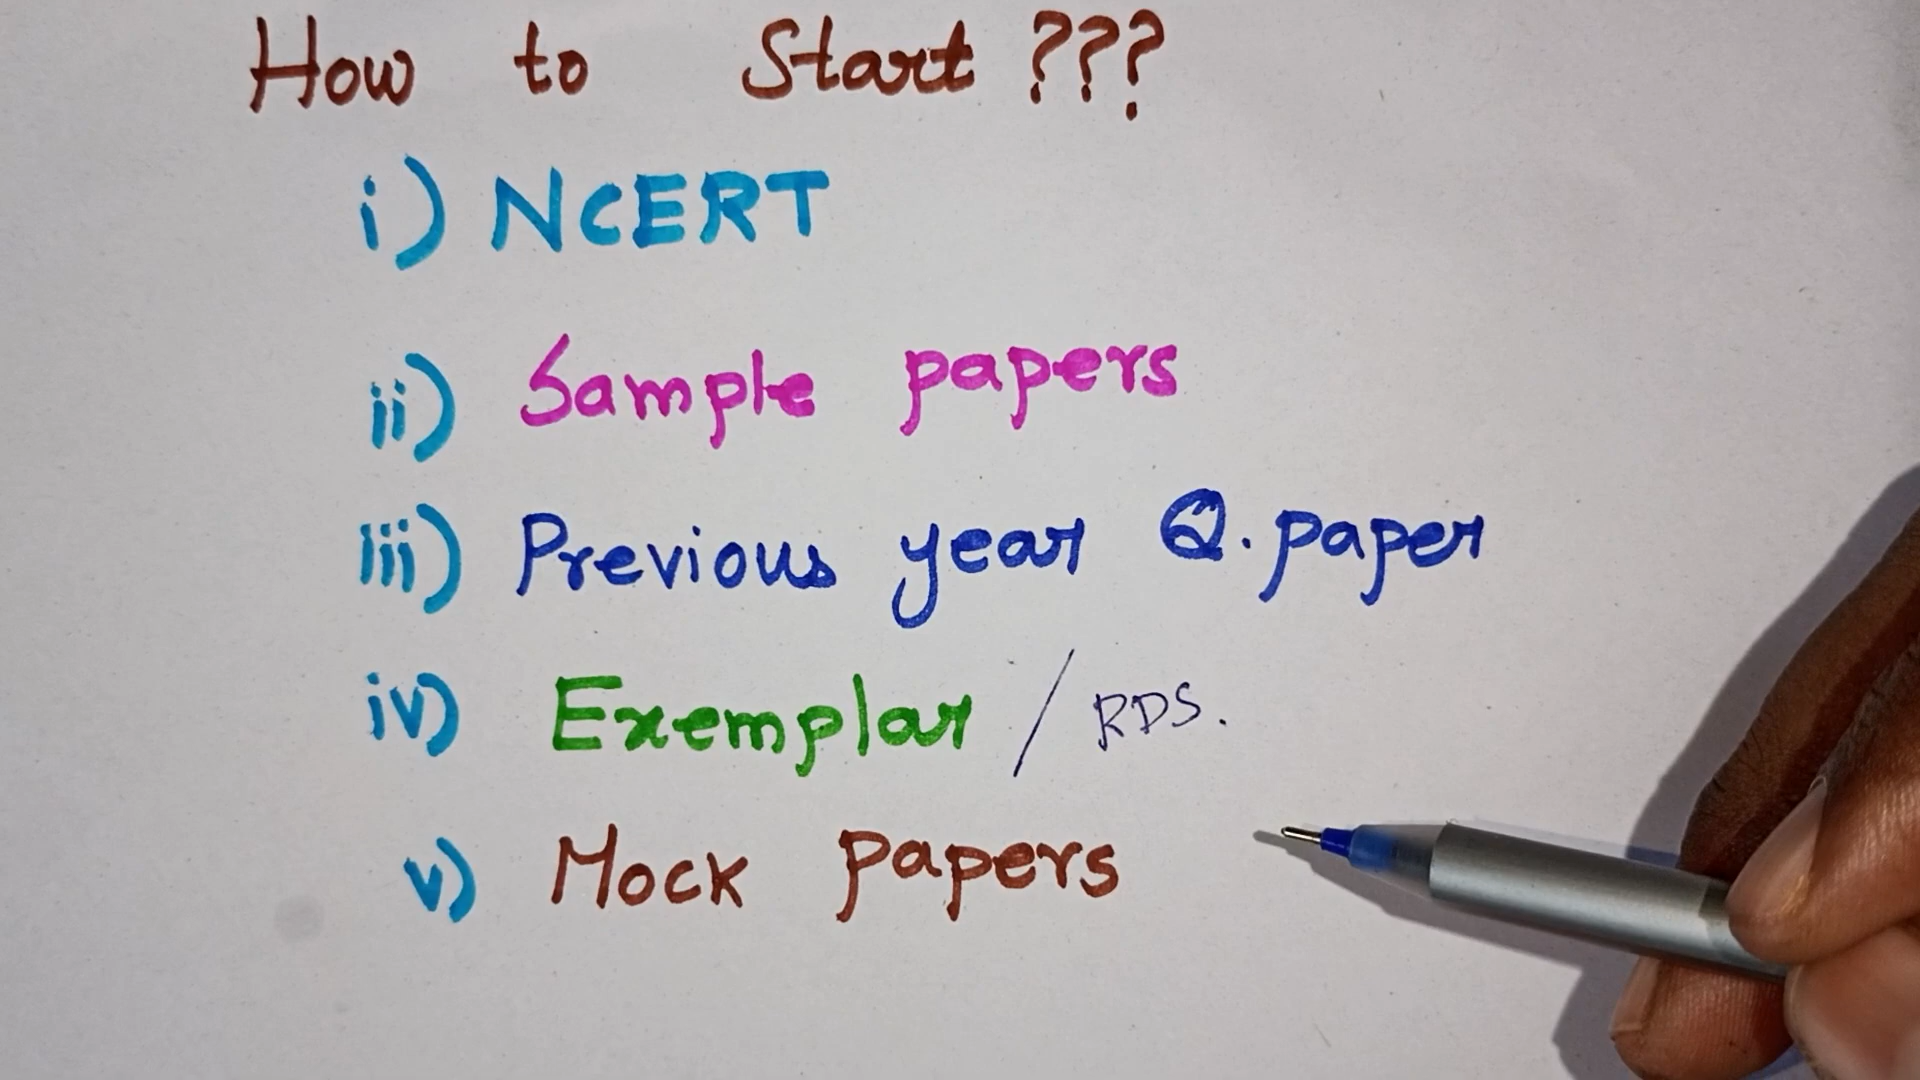 How to Start ???
i) NCERT
ii) Sample papers
iii) Previous year Q.paper
iv) Exemplar / RDS.
v) Mock papers